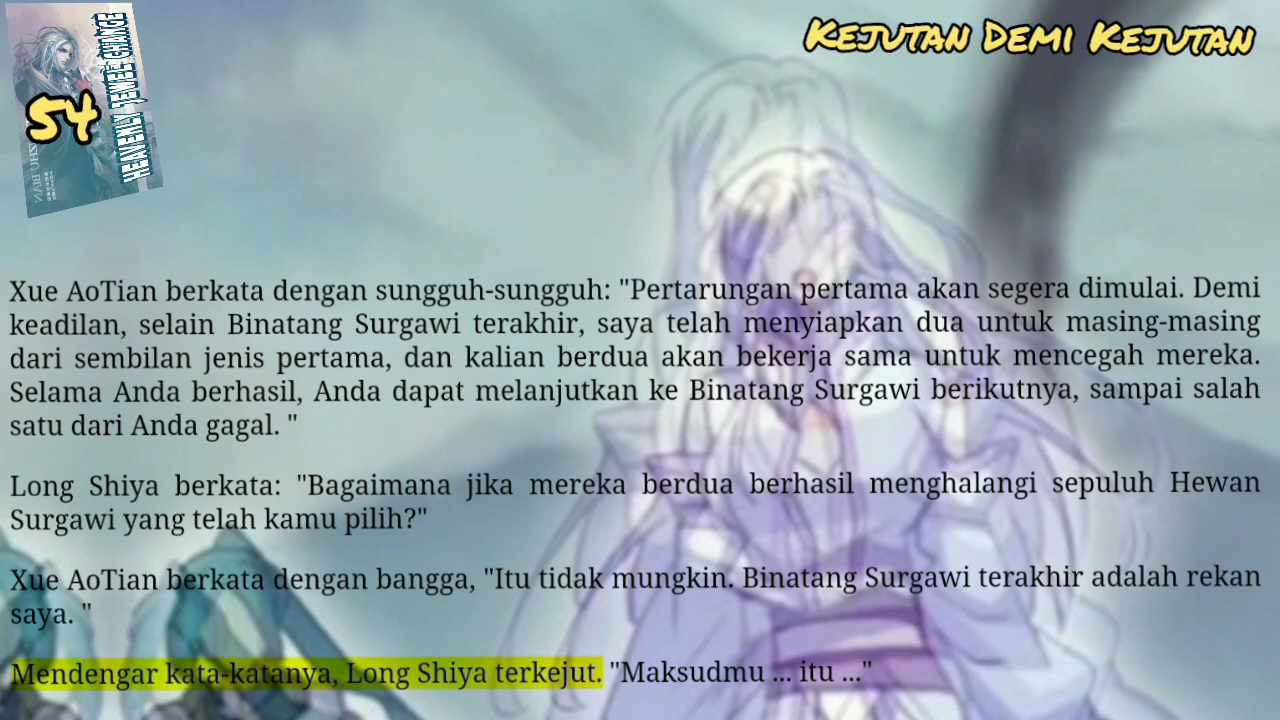 54
HEAVENLY JEWEL CHANGE
Kejutan Demi Kejutan
Xue AoTian berkata dengan sungguh-sungguh: "Pertarungan pertama akan segera dimulai. Demi
keadilan, selain Binatang Surgawi terakhir, saya telah menyiapkan dua untuk masing-masing
dari sembilan jenis pertama, dan kalian berdua akan bekerja sama untuk mencegah mereka.
Selama Anda berhasil, Anda dapat melanjutkan ke Binatang Surgawi berikutnya, sampai salah
satu dari Anda gagal. "
Long Shiya berkata: "Bagaimana jika mereka berdua berhasil menghalangi sepuluh Hewan
Surgawi yang telah kamu pilih?"
Xue AoTian berkata dengan bangga, "Itu tidak mungkin. Binatang Surgawi terakhir adalah rekan
saya. "
Mendengar kata-katanya, Long Shiya terkejut. "Maksudmu ... itu ..."